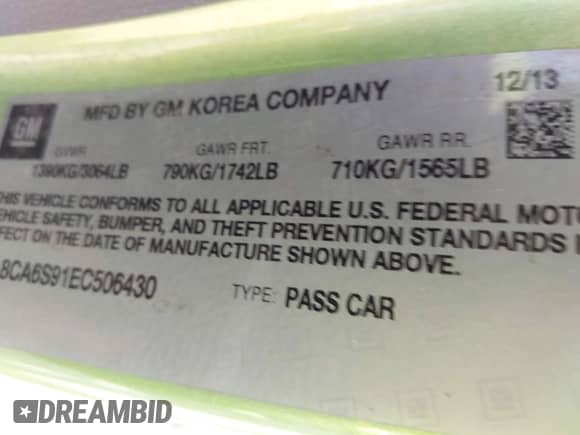 12/13
MFD BY GM KOREA COMPANY
GM
GVWR GAWR FRT. GAWR RR.
1390KG/3064LB 790KG/1742LB 710KG/1565LB
THIS VEHICLE CONFORMS TO ALL APPLICABLE U.S. FEDERAL MOTO
VEHICLE SAFETY, BUMPER, AND THEFT PREVENTION STANDARDS I
EFFECT ON THE DATE OF MANUFACTURE SHOWN ABOVE.
8CA6S91EC506430 TYPE: PASS CAR
DREAMBID